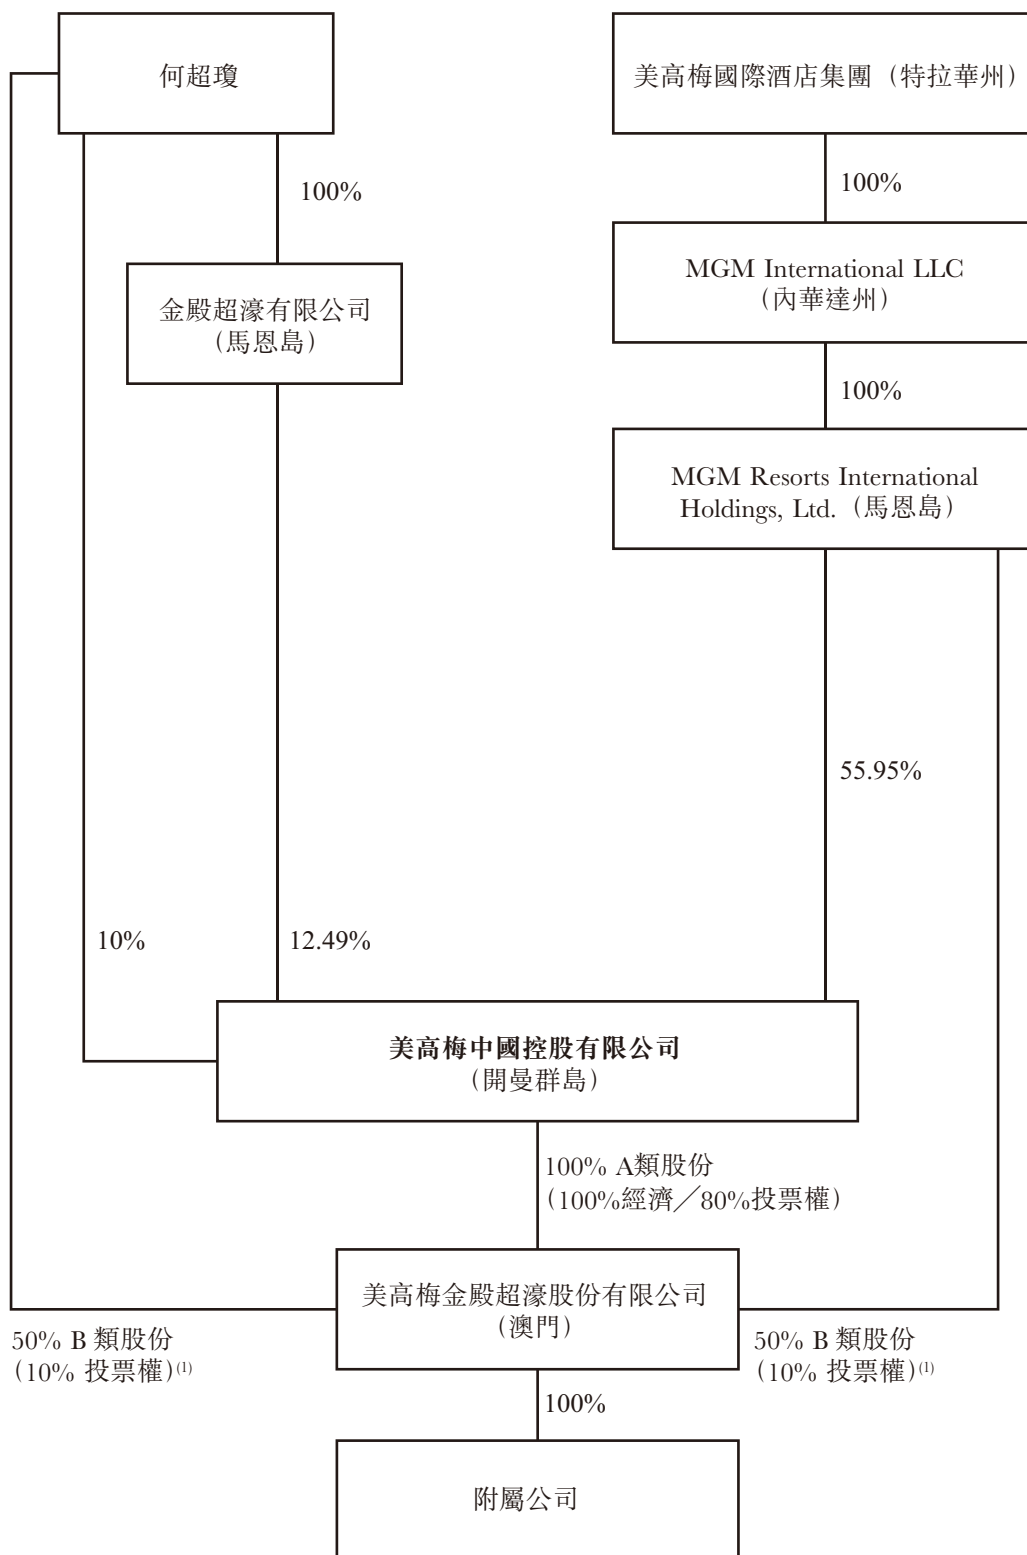 何超瓊
美高梅國際酒店集團（特拉華州）
100%
100%
MGM International LLC
（內華達州）
金殿超濠有限公司
（馬恩島）
100%
MGM Resorts International
Holdings, Ltd.（馬恩島）
55.95%
10%
12.49%
美高梅中國控股有限公司
（開曼群島）
100% A類股份
（100%經濟／80%投票權）
美高梅金殿超濠股份有限公司
（澳門）
50% B 類股份
（10% 投票權）(1)
50% B 類股份
（10% 投票權）(1)
100%
附屬公司